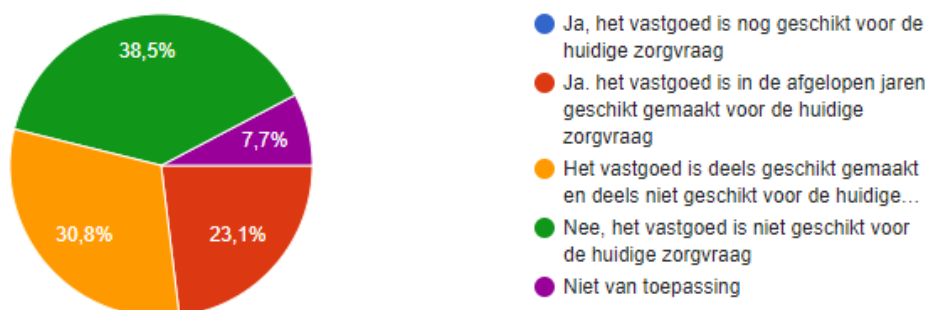 38,5%
7,7%
30,8%
23,1%
Ja, het vastgoed is nog geschikt voor de
huidige zorgvraag
Ja. het vastgoed is in de afgelopen jaren
geschikt gemaakt voor de huidige
zorgvraag
Het vastgoed is deels geschikt gemaakt
en deels niet geschikt voor de huidige…
Nee, het vastgoed is niet geschikt voor
de huidige zorgvraag
Niet van toepassing